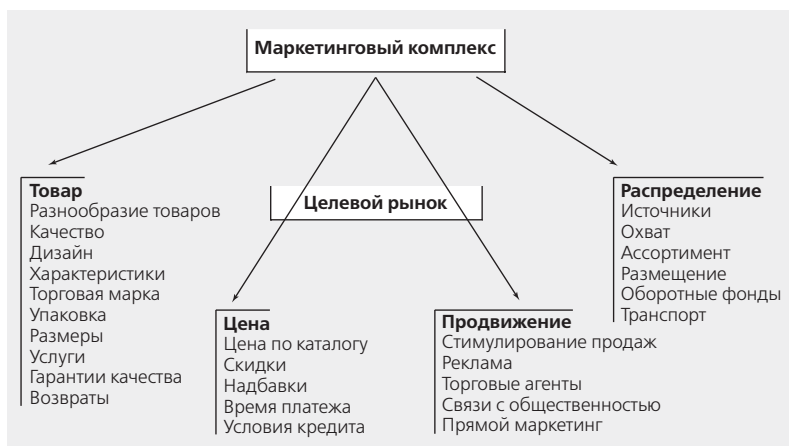 Маркетинговый комплекс
Целевой рынок
Товар
Разнообразие товаров
Качество
Дизайн
Характеристики
Торговая марка
Упаковка
Размеры
Услуги
Гарантии качества
Возвраты
Цена
Цена по каталогу
Скидки
Надбавки
Время платежа
Условия кредита
Продвижение
Стимулирование продаж
Реклама
Торговые агенты
Связи с общественностью
Прямой маркетинг
Распределение
Источники
Охват
Ассортимент
Размещение
Оборотные фонды
Транспорт